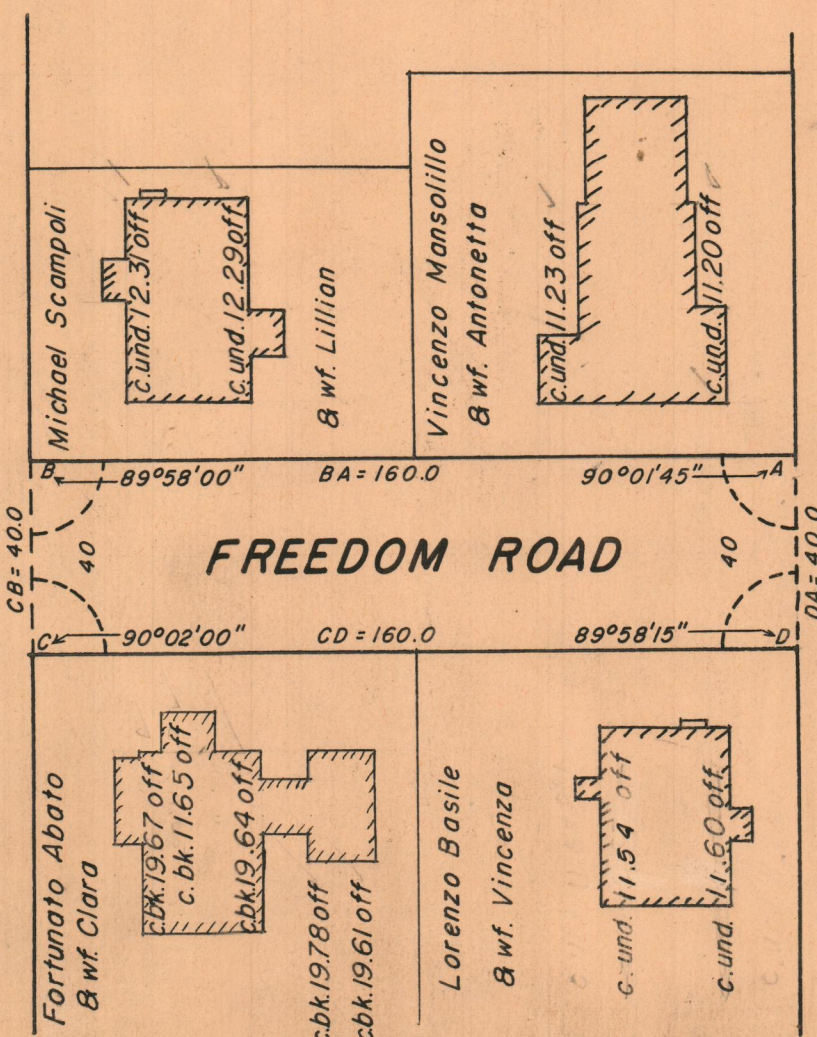 Michael Scampoli
& wf. Lillian
c.und. 12.31 off
c.und. 12.29 off
Vincenzo Mansolillo
& wf. Antonetta
c.und. 11.23 off
c.und. 11.20 off
B
89°58'00"
BA = 160.0
90°01'45"
A
CB = 40.0
40
FREEDOM ROAD
40
DA = 40.0
C
90°02'00"
CD = 160.0
89°58'15"
D
Fortunato Abato
& wf. Clara
c.bk.19.67 off
c.bk.11.65 off
c.bk.19.64 off
c.bk.19.78 off
c.bk.19.61 off
Lorenzo Basile
& wf. Vincenza
c. und. 11.54 off
c. und. 11.60 off